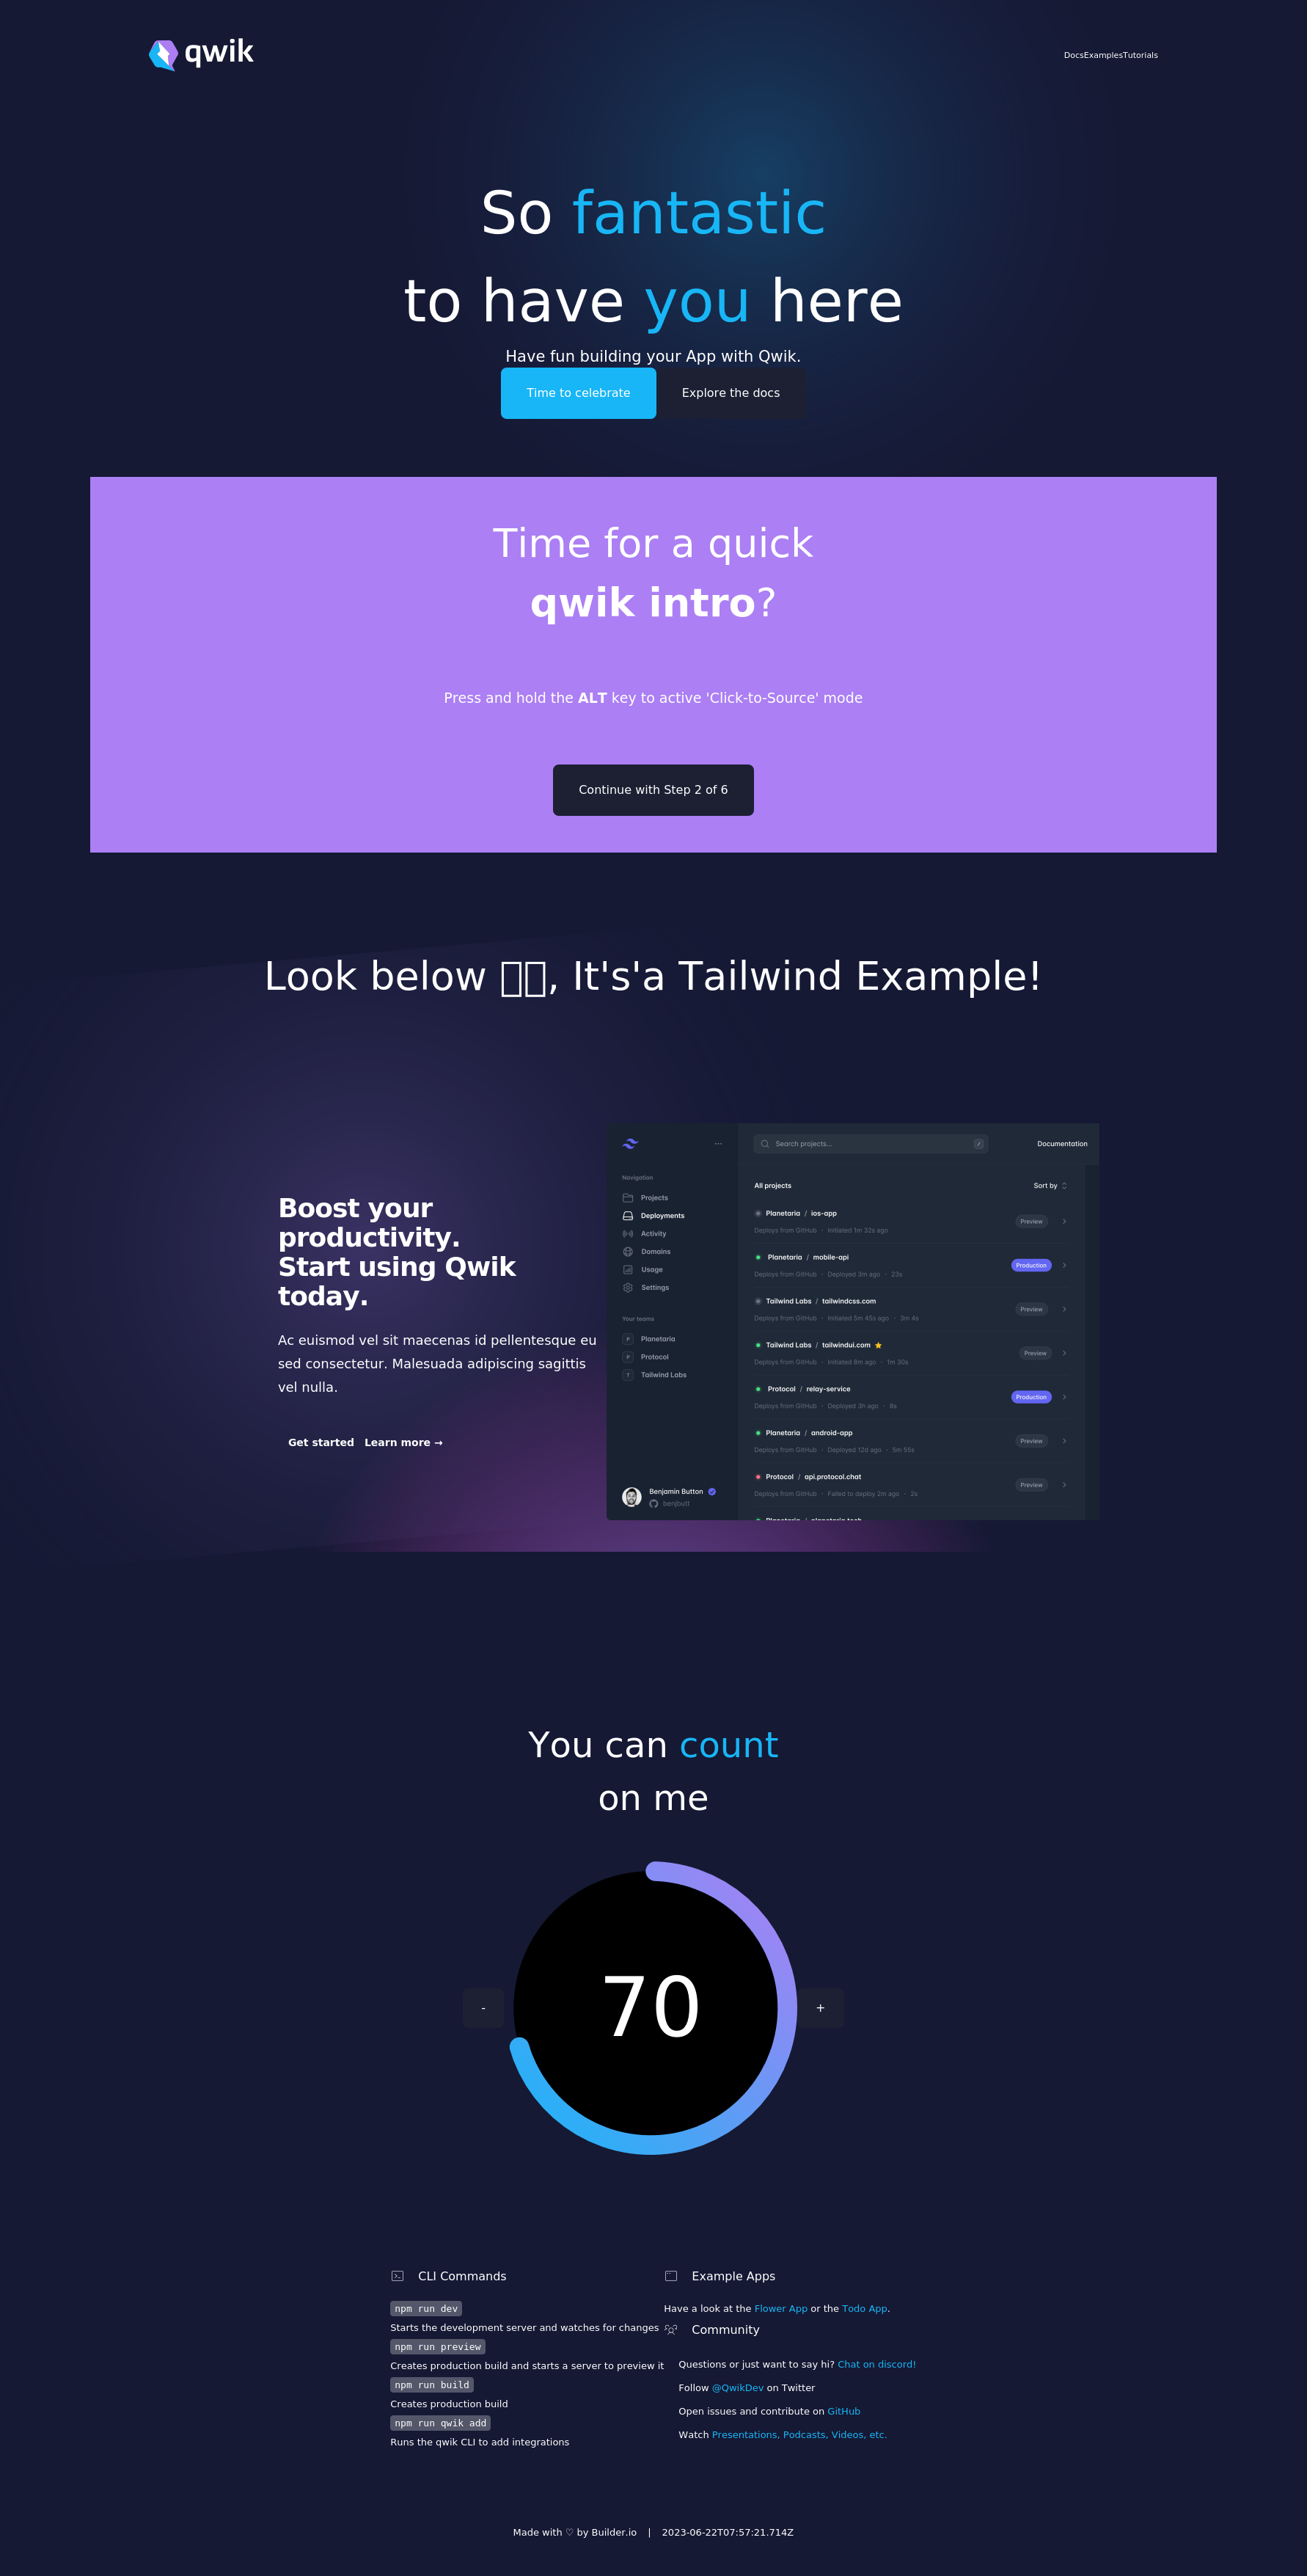 qwik
DocsExamplesTutorials
So fantastic
to have you here
Have fun building your App with Qwik.
Time to celebrate
Explore the docs
Time for a quick
qwik intro?
Press and hold the ALT key to active 'Click-to-Source' mode
Continue with Step 2 of 6
Look below , It's'a Tailwind Example!
Boost your
productivity.
Start using Qwik
today.
Ac euismod vel sit maecenas id pellentesque eu
sed consectetur. Malesuada adipiscing sagittis
vel nulla.
Get started Learn more →
Navigation
Projects
Deployments
Activity
Domains
Usage
Settings
Your teams
P Planetaria
P Protocol
T Tailwind Labs
Benjamin Button
benjbutt
Search projects...
/
Documentation
All projects
Sort by
Planetaria / ios-app
Deploys from GitHub · Initiated 1m 32s ago
Preview
Planetaria / mobile-api
Deploys from GitHub · Deployed 3m ago · 23s
Production
Tailwind Labs / tailwindcss.com
Deploys from GitHub · Initiated 5m 45s ago · 3m 4s
Preview
Tailwind Labs / tailwindui.com
Deploys from GitHub · Initiated 8m ago · 1m 30s
Preview
Protocol / relay-service
Deploys from GitHub · Deployed 3h ago · 8s
Production
Planetaria / android-app
Deploys from GitHub · Deployed 12d ago · 5m 55s
Preview
Protocol / api.protocol.chat
Deploys from GitHub · Failed to deploy 2m ago · 2s
Preview
You can count
on me
-
70
+
CLI Commands
npm run dev
Starts the development server and watches for changes
npm run preview
Creates production build and starts a server to preview it
npm run build
Creates production build
npm run qwik add
Runs the qwik CLI to add integrations
Example Apps
Have a look at the Flower App or the Todo App.
Community
Questions or just want to say hi? Chat on discord!
Follow @QwikDev on Twitter
Open issues and contribute on GitHub
Watch Presentations, Podcasts, Videos, etc.
Made with ♡ by Builder.io | 2023-06-22T07:57:21.714Z